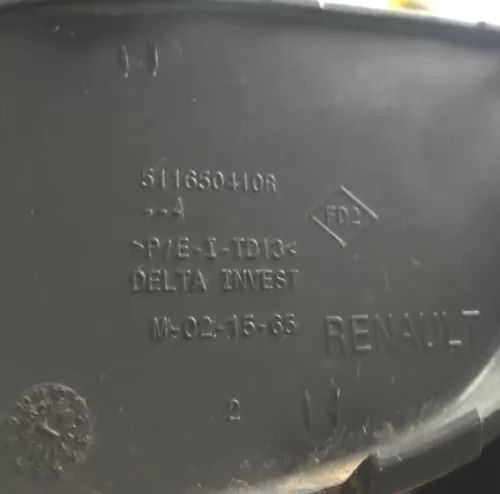 511650410R
--A
FD2
>P/E-I-TD13<
DELTA INVEST
M-02-15-65
RENAULT
2